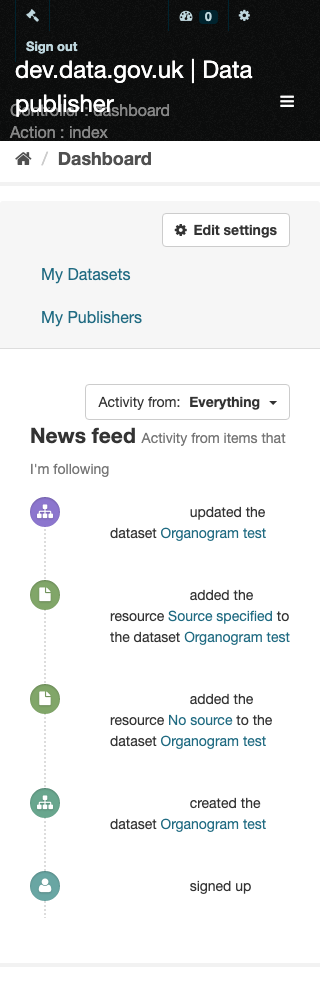 0
Sign out
dev.data.gov.uk | Data
publisher
Controller : dashboard
Action : index
/ Dashboard
Edit settings
My Datasets
My Publishers
Activity from: Everything
News feed Activity from items that
I'm following
updated the
dataset Organogram test
added the
resource Source specified to
the dataset Organogram test
added the
resource No source to the
dataset Organogram test
created the
dataset Organogram test
signed up